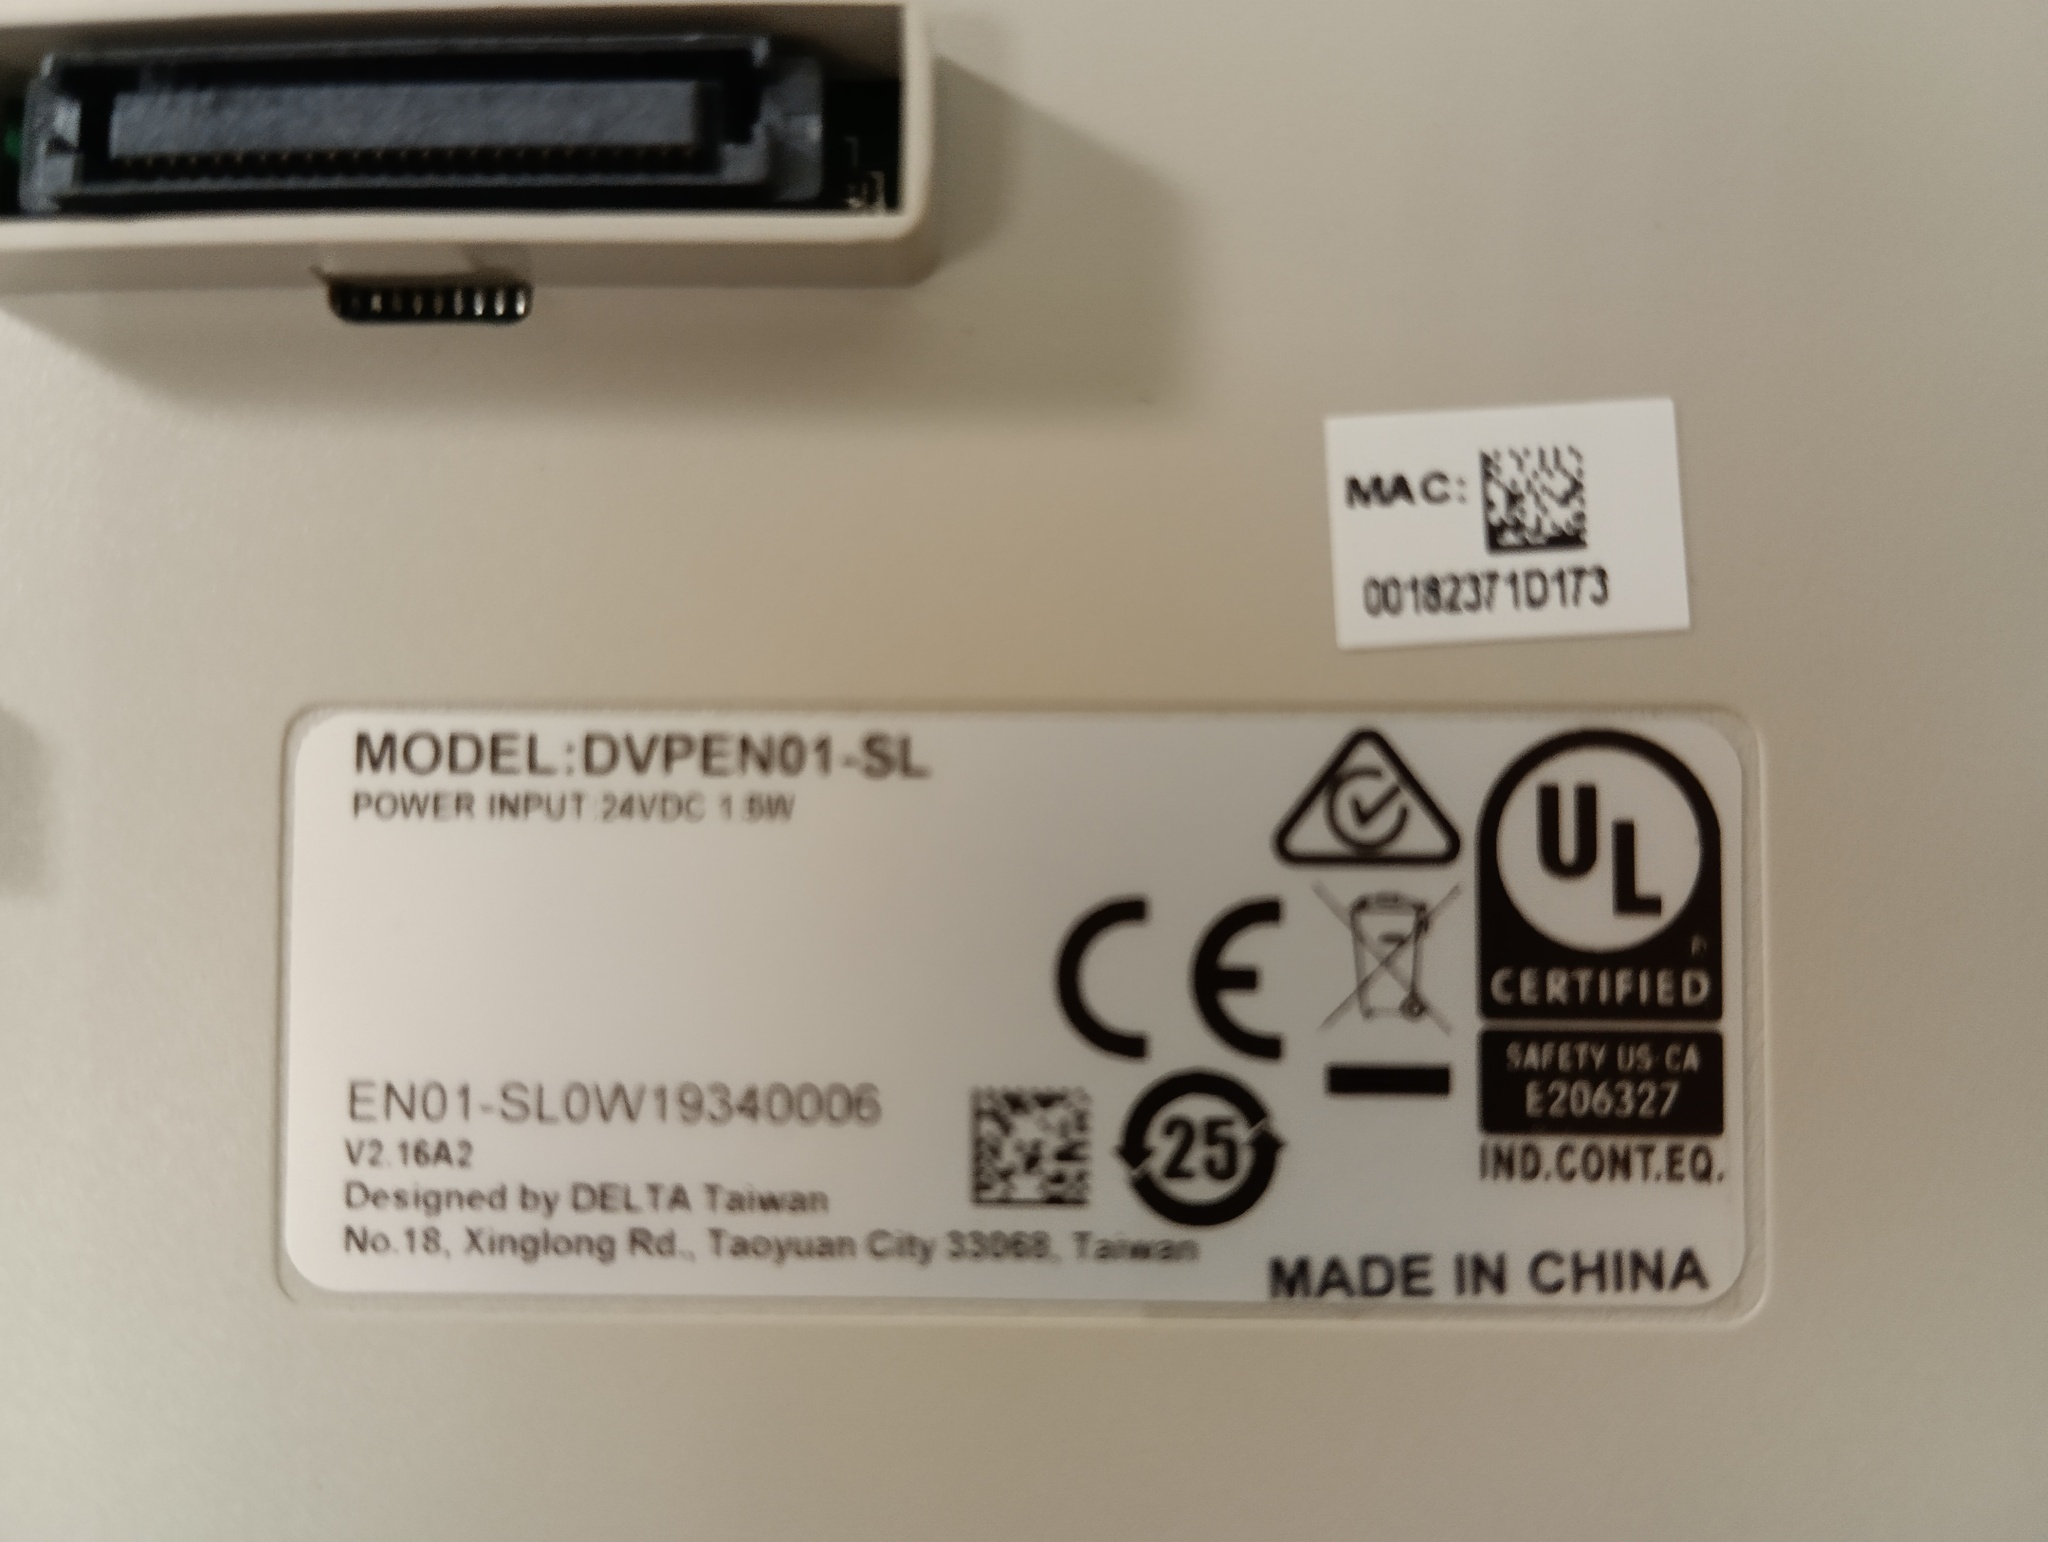 MAC:
00182371D173
MODEL:DVPEN01-SL
POWER INPUT:24VDC 1.5W
UL
CERTIFIED
SAFETY US·CA
E206327
IND.CONT.EQ.
CE
EN01-SL0W19340006
25
V2.16A2
Designed by DELTA Taiwan
No.18, Xinglong Rd., Taoyuan City 33068, Taiwan
MADE IN CHINA